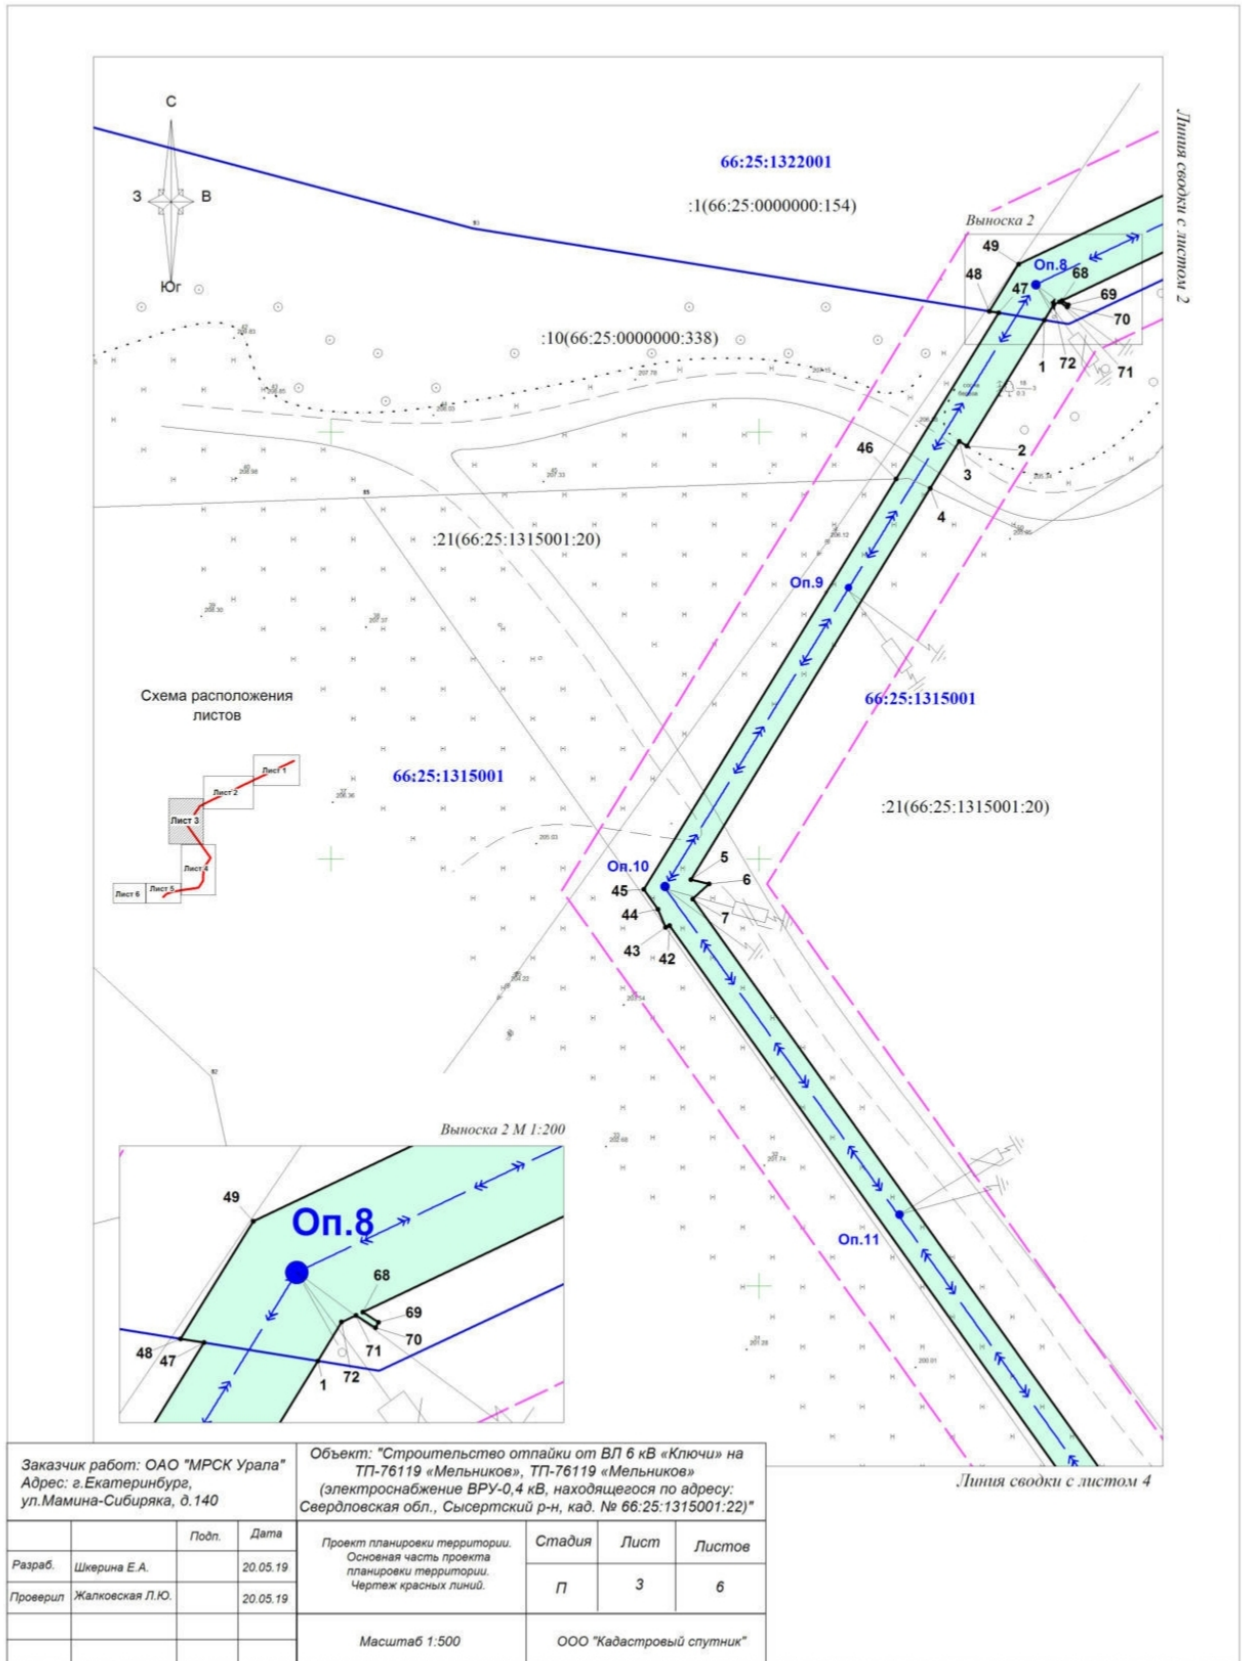 С
З
В
Юг
66:25:1322001
:1(66:25:0000000:154)
Линия сводки с листом 2
Выноска 2
49
Оп.8
48
47
68
69
70
1
72
71
:10(66:25:0000000:338)
46
2
3
4
:21(66:25:1315001:20)
Оп.9
66:25:1315001
Схема расположения
листов
Лист 1
Лист 2
Лист 3
Лист 4
Лист 6
Лист 5
66:25:1315001
:21(66:25:1315001:20)
Оп.10
5
6
45
44
7
43
42
Оп.11
Выноска 2 М 1:200
49
Оп.8
68
69
70
48
47
71
1
72
Линия сводки с листом 4
Заказчик работ: ОАО "МРСК Урала"
Адрес: г.Екатеринбург,
ул.Мамина-Сибиряка, д.140
Объект: "Строительство отпайки от ВЛ 6 кВ «Ключи» на
ТП-76119 «Мельников», ТП-76119 «Мельников»
(электроснабжение ВРУ-0,4 кВ, находящегося по адресу:
Свердловская обл., Сысертский р-н, кад. № 66:25:1315001:22)"
Подп.
Дата
Разраб.
Шкерина Е.А.
20.05.19
Проверил
Жалковская Л.Ю.
20.05.19
Проект планировки территории.
Основная часть проекта
планировки территории.
Чертеж красных линий.
Стадия
Лист
Листов
П
3
6
Масштаб 1:500
ООО "Кадастровый спутник"